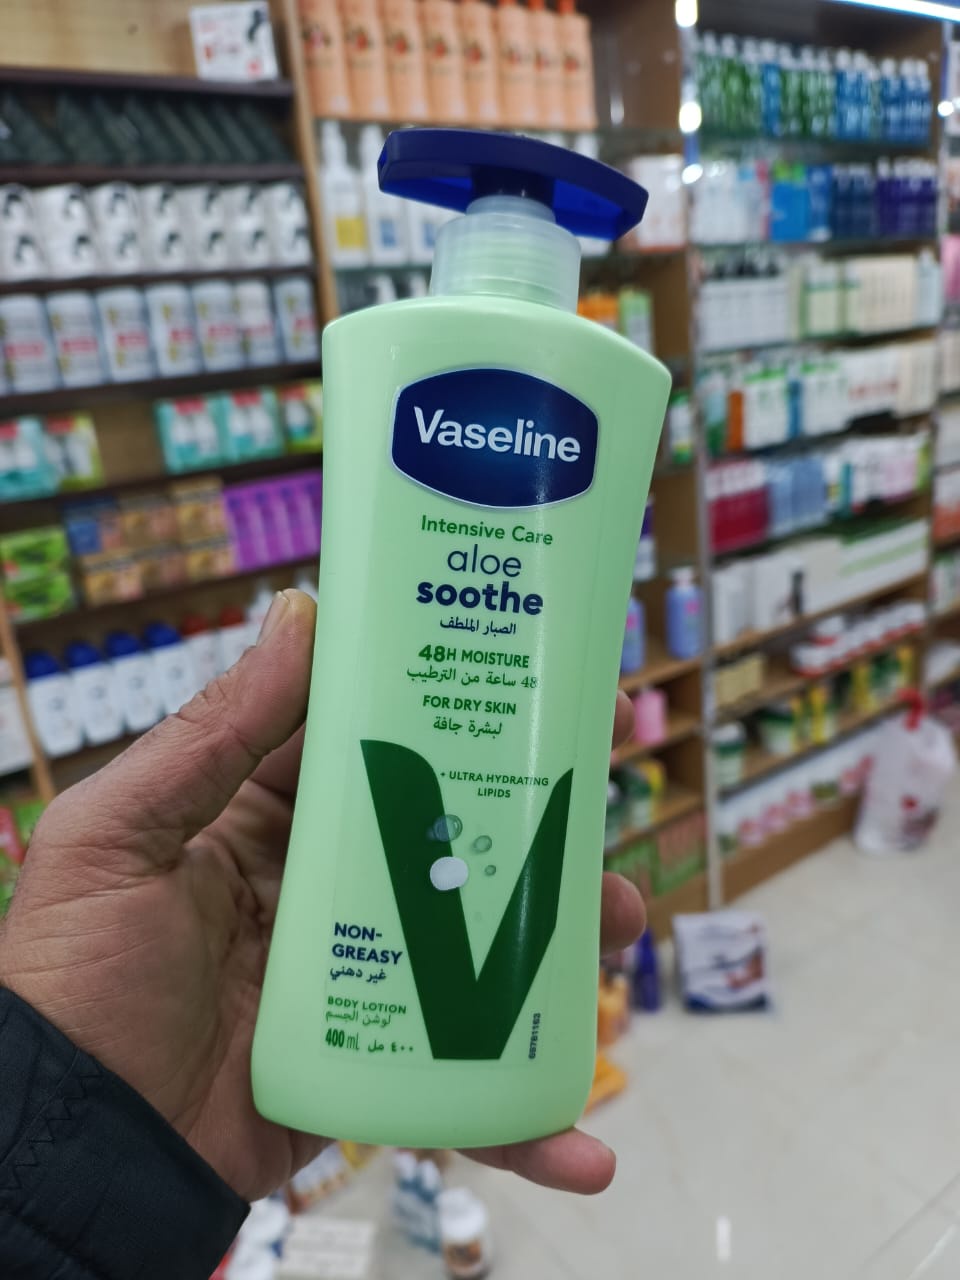 Vaseline
Intensive Care
aloe
soothe
الصبار الملطف
48H MOISTURE
48 ساعة من الترطيب
FOR DRY SKIN
لبشرة جافة
+ ULTRA HYDRATING
LIPIDS
NON-
GREASY
غير دهني
BODY LOTION
لوشن الجسم
400 ml ٤٠٠ مل
68781163